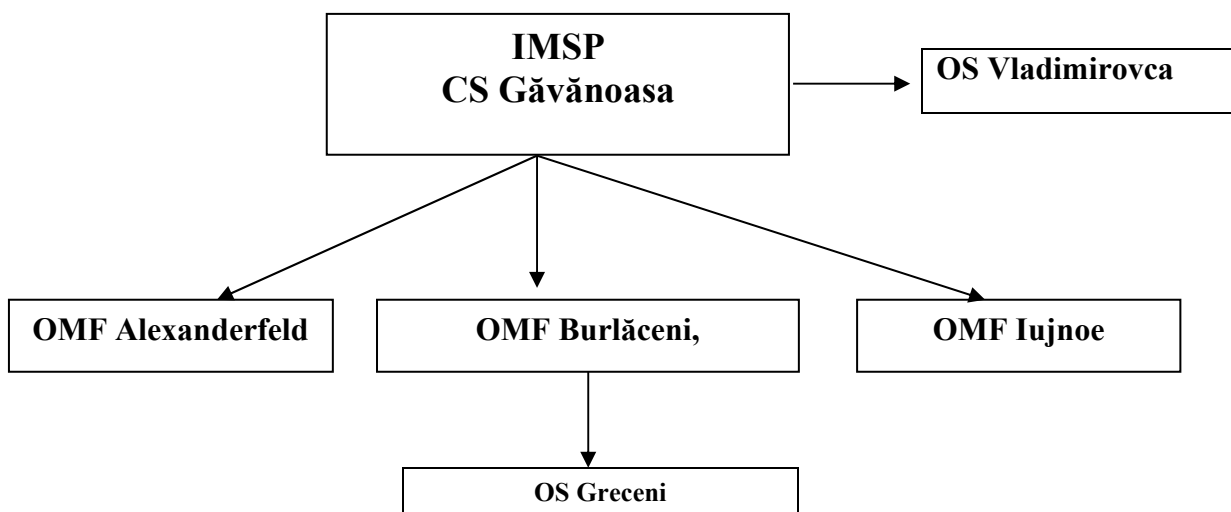 IMSP
CS Găvănoasa
OS Vladimirovca
OMF Alexanderfeld
OMF Burlăceni,
OMF Iujnoe
OS Greceni